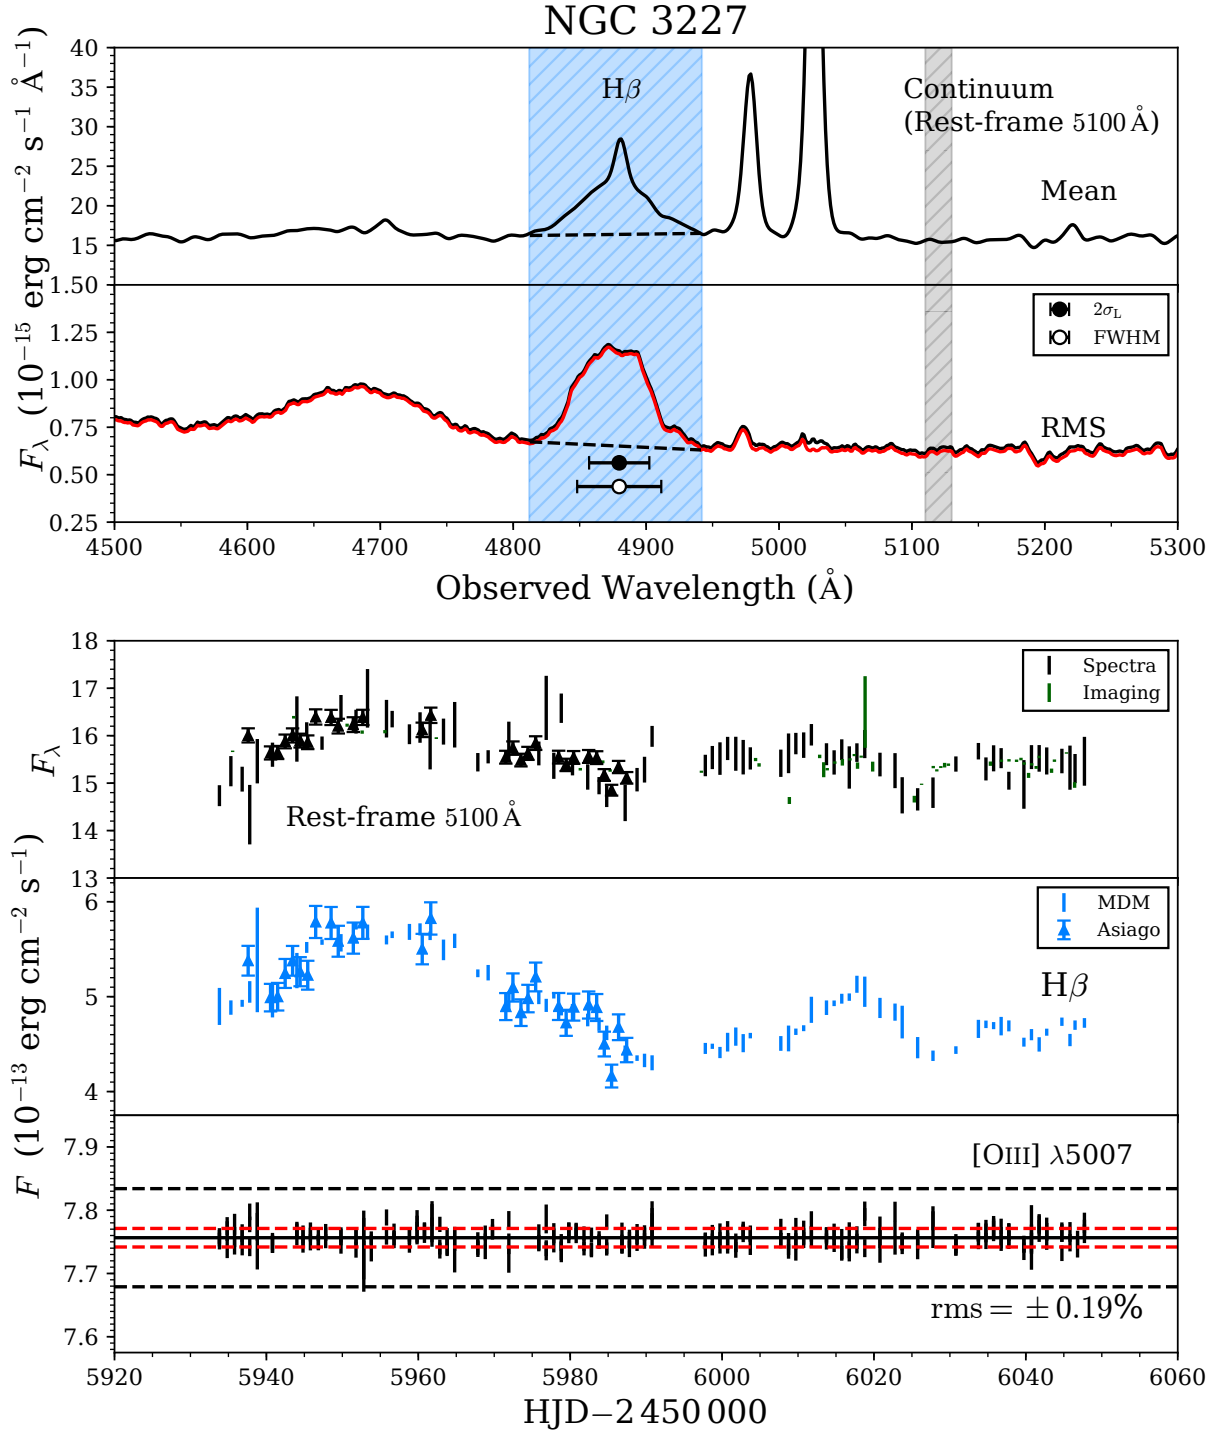 NGC 3227
F_λ (10⁻¹⁵ erg cm⁻² s⁻¹ Å⁻¹)
40
35
30
25
20
15
Hβ
Continuum
(Rest-frame 5100 Å)
Mean
1.50
1.25
1.00
0.75
0.50
0.25
2σ_L
FWHM
RMS
4500 4600 4700 4800 4900 5000 5100 5200 5300
Observed Wavelength (Å)
F_λ
18
17
16
15
14
13
Spectra
Imaging
Rest-frame 5100 Å
F (10⁻¹³ erg cm⁻² s⁻¹)
6
5
4
MDM
Asiago
Hβ
7.9
7.8
7.7
7.6
[OIII] λ5007
rms = ± 0.19%
5920 5940 5960 5980 6000 6020 6040 6060
HJD−2 450 000